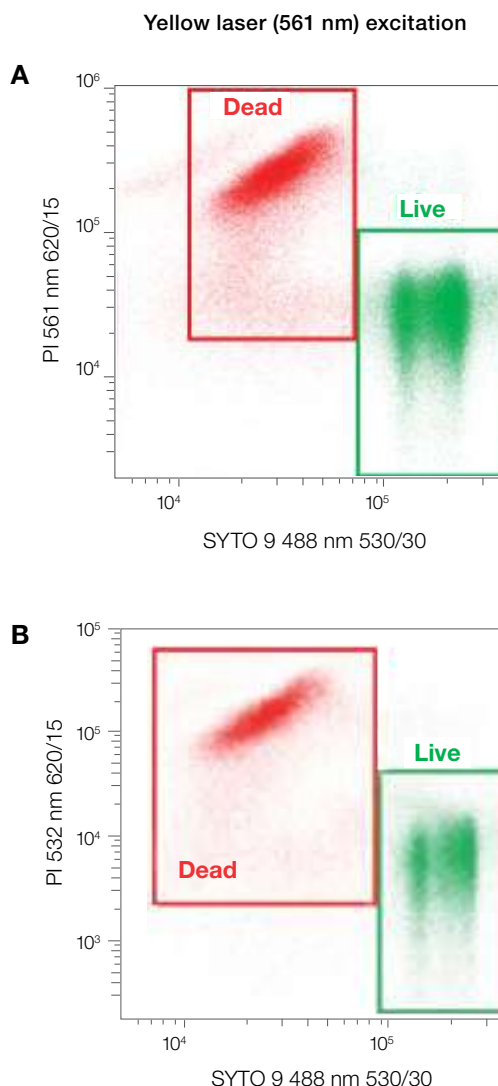 Yellow laser (561 nm) excitation
A
10⁶
Dead
Live
10⁵
PI 561 nm 620/15
10⁴
10⁴
10⁵
SYTO 9 488 nm 530/30
B
10⁵
10⁵
Live
PI 532 nm 620/15
10⁴
Dead
10³
10⁴
10⁵
SYTO 9 488 nm 530/30